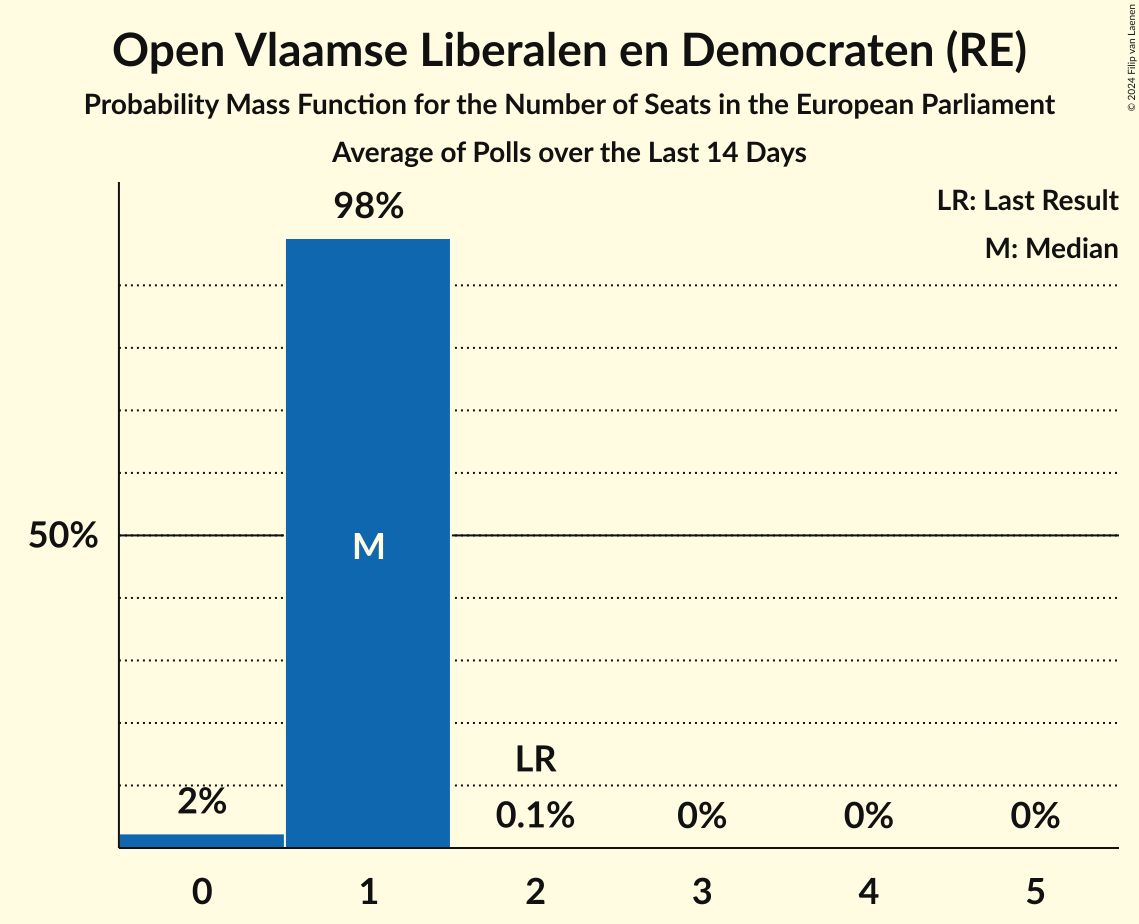 Open Vlaamse Liberalen en Democraten (RE)
Probability Mass Function for the Number of Seats in the European Parliament
Average of Polls over the Last 14 Days
© 2024 Filip van Laenen
LR: Last Result
M: Median
98%
50%
M
LR
2%
0.1%
0%
0%
0%
0
1
2
3
4
5